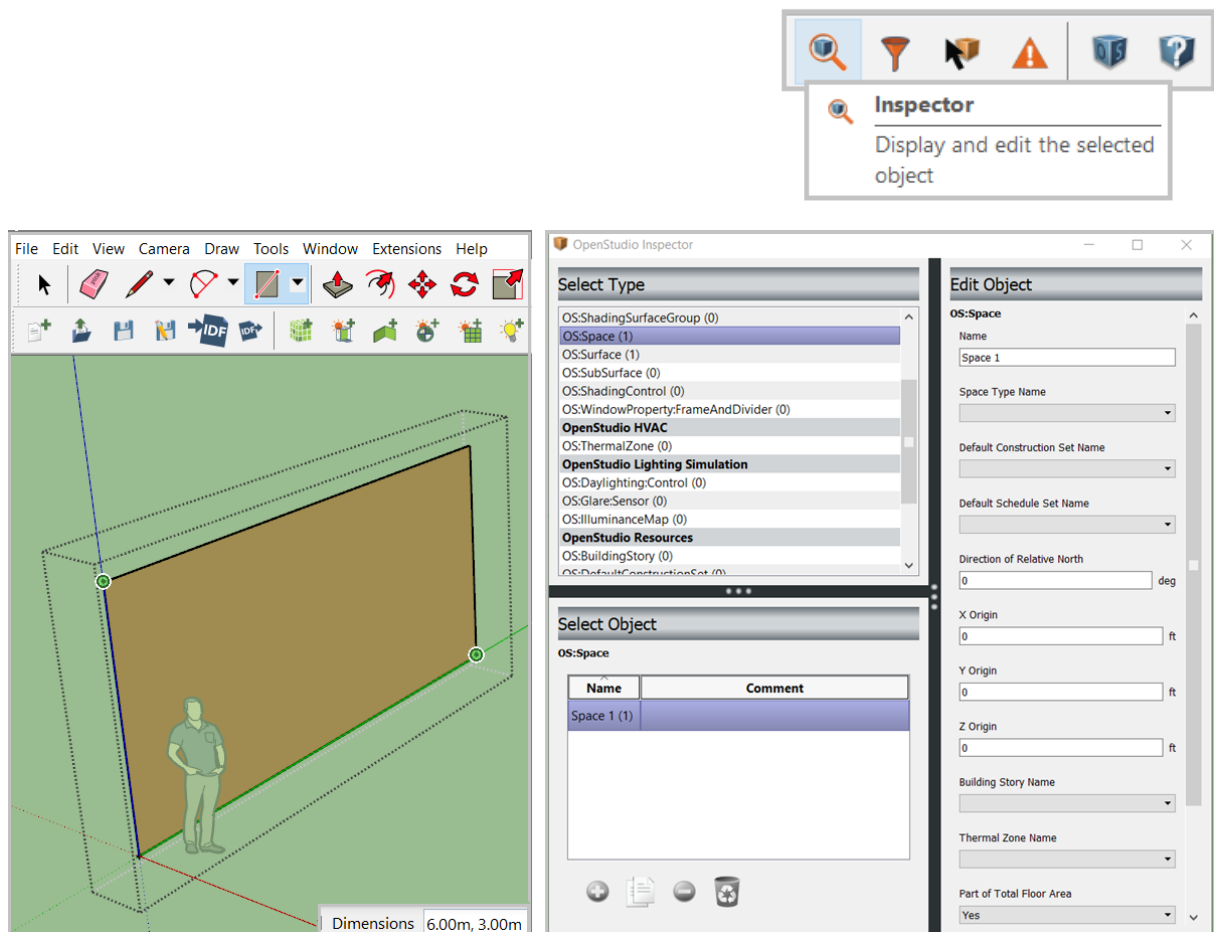 Inspector
Display and edit the selected
object
File Edit View Camera Draw Tools Window Extensions Help
IDF
IDF
Dimensions 6.00m, 3.00m
OpenStudio Inspector
Select Type
OS:ShadingSurfaceGroup (0)
OS:Space (1)
OS:Surface (1)
OS:SubSurface (0)
OS:ShadingControl (0)
OS:WindowProperty:FrameAndDivider (0)
OpenStudio HVAC
OS:ThermalZone (0)
OpenStudio Lighting Simulation
OS:Daylighting:Control (0)
OS:Glare:Sensor (0)
OS:IlluminanceMap (0)
OpenStudio Resources
OS:BuildingStory (0)
OS:DefaultConstructionSet (0)
Select Object
OS:Space
Name Comment
Space 1 (1)
Edit Object
OS:Space
Name
Space 1
Space Type Name
Default Construction Set Name
Default Schedule Set Name
Direction of Relative North
0 deg
X Origin
0 ft
Y Origin
0 ft
Z Origin
0 ft
Building Story Name
Thermal Zone Name
Part of Total Floor Area
Yes